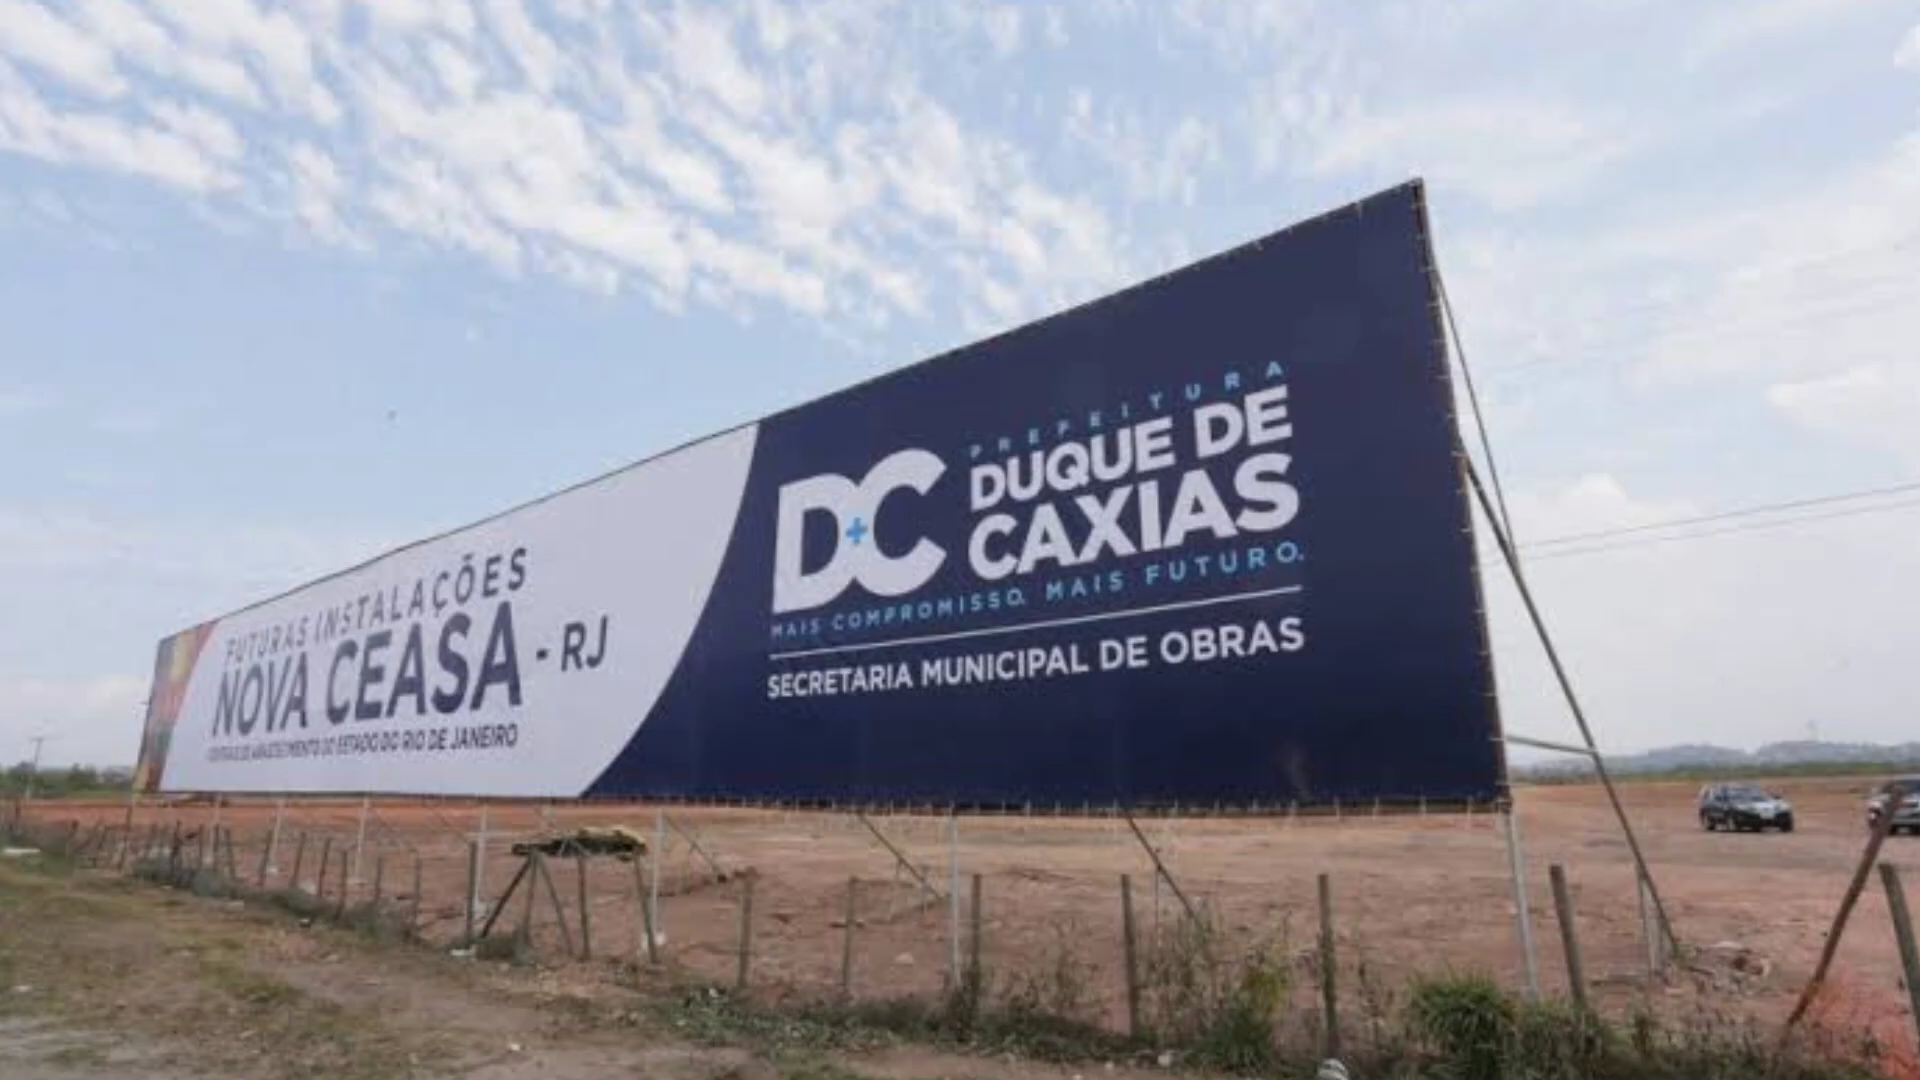 FUTURAS INSTALAÇÕES
NOVA CEASA - RJ
DE ABASTECIMENTO DO ESTADO DO RIO DE JANEIRO
D+C
PREFEITURA
DUQUE DE
CAXIAS
MAIS COMPROMISSO. MAIS FUTURO.
SECRETARIA MUNICIPAL DE OBRAS